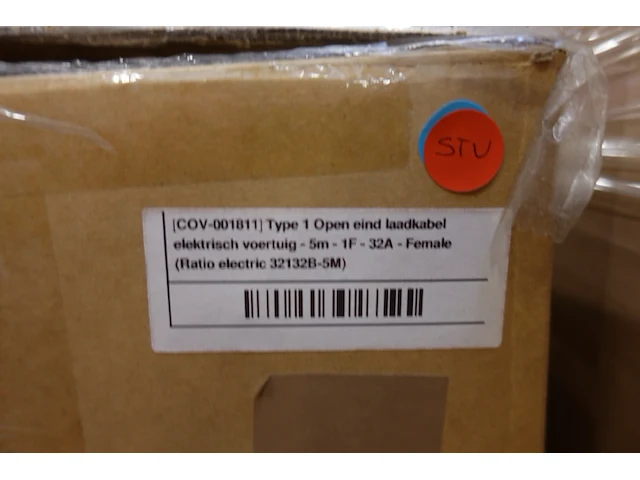 STU
[COV-001811] Type 1 Open eind laadkabel
elektrisch voertuig - 5m - 1F - 32A - Female
(Ratio electric 32132B-5M)